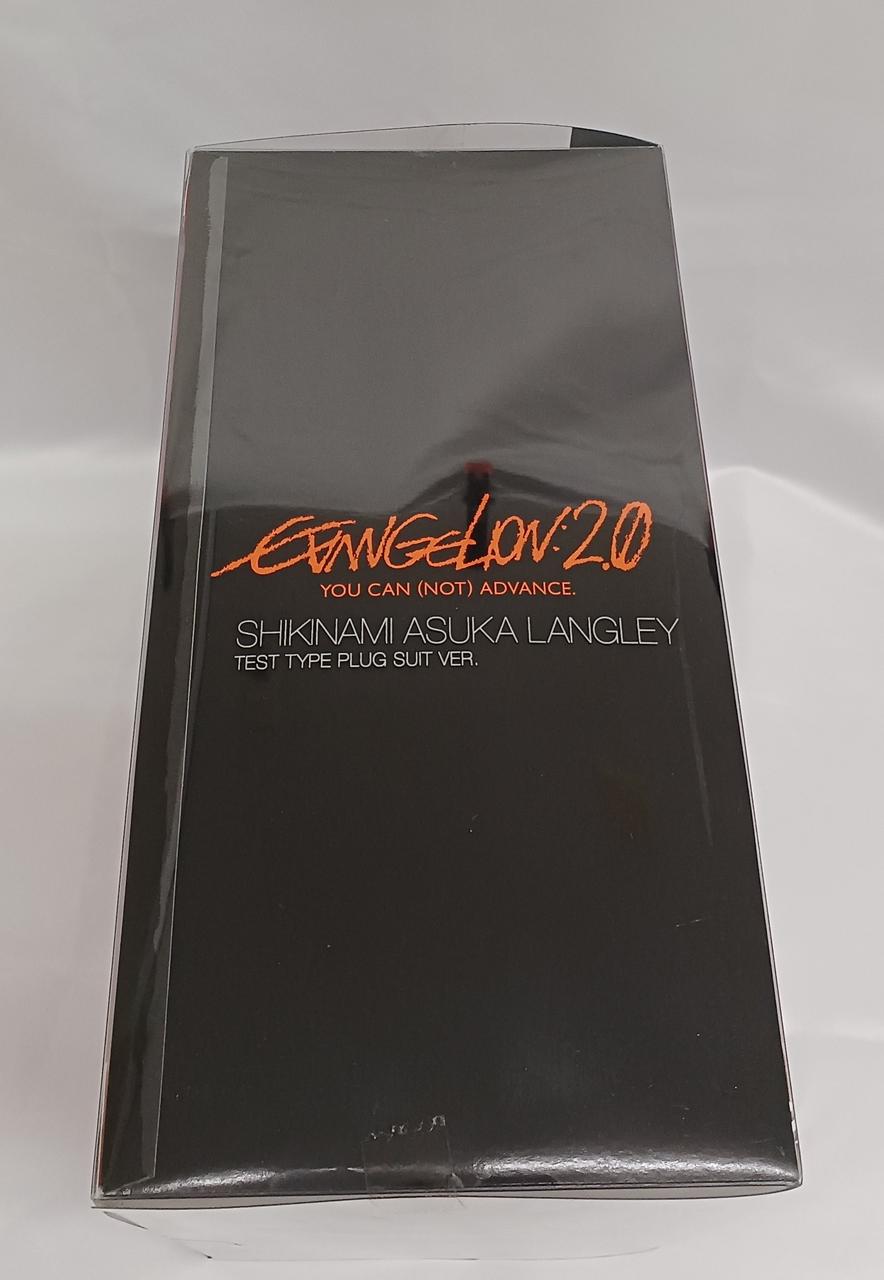 EVANGELION:2.0
YOU CAN (NOT) ADVANCE.
SHIKINAMI ASUKA LANGLEY
TEST TYPE PLUG SUIT VER.